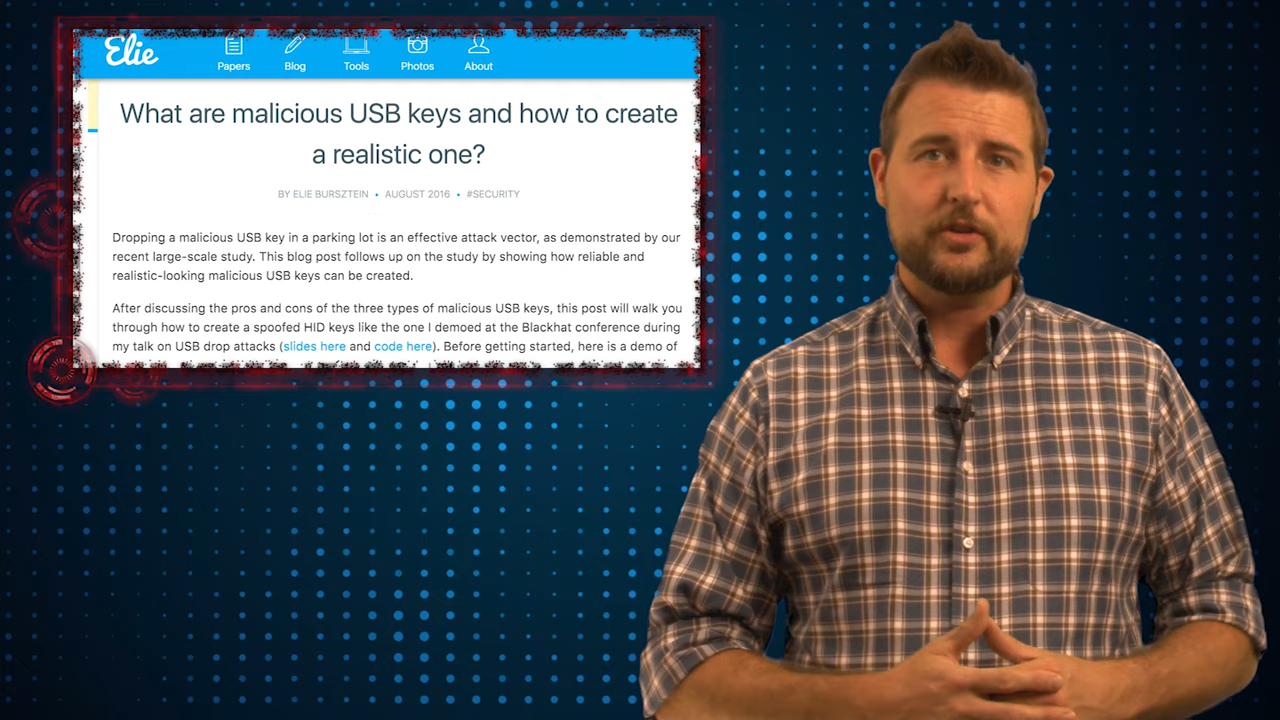 Elie
Papers Blog Tools Photos About
What are malicious USB keys and how to create
a realistic one?
BY ELIE BURSZTEIN • AUGUST 2016 • #SECURITY
Dropping a malicious USB key in a parking lot is an effective attack vector, as demonstrated by our
recent large-scale study. This blog post follows up on the study by showing how reliable and
realistic-looking malicious USB keys can be created.
After discussing the pros and cons of the three types of malicious USB keys, this post will walk you
through how to create a spoofed HID keys like the one I demoed at the Blackhat conference during
my talk on USB drop attacks (slides here and code here). Before getting started, here is a demo of